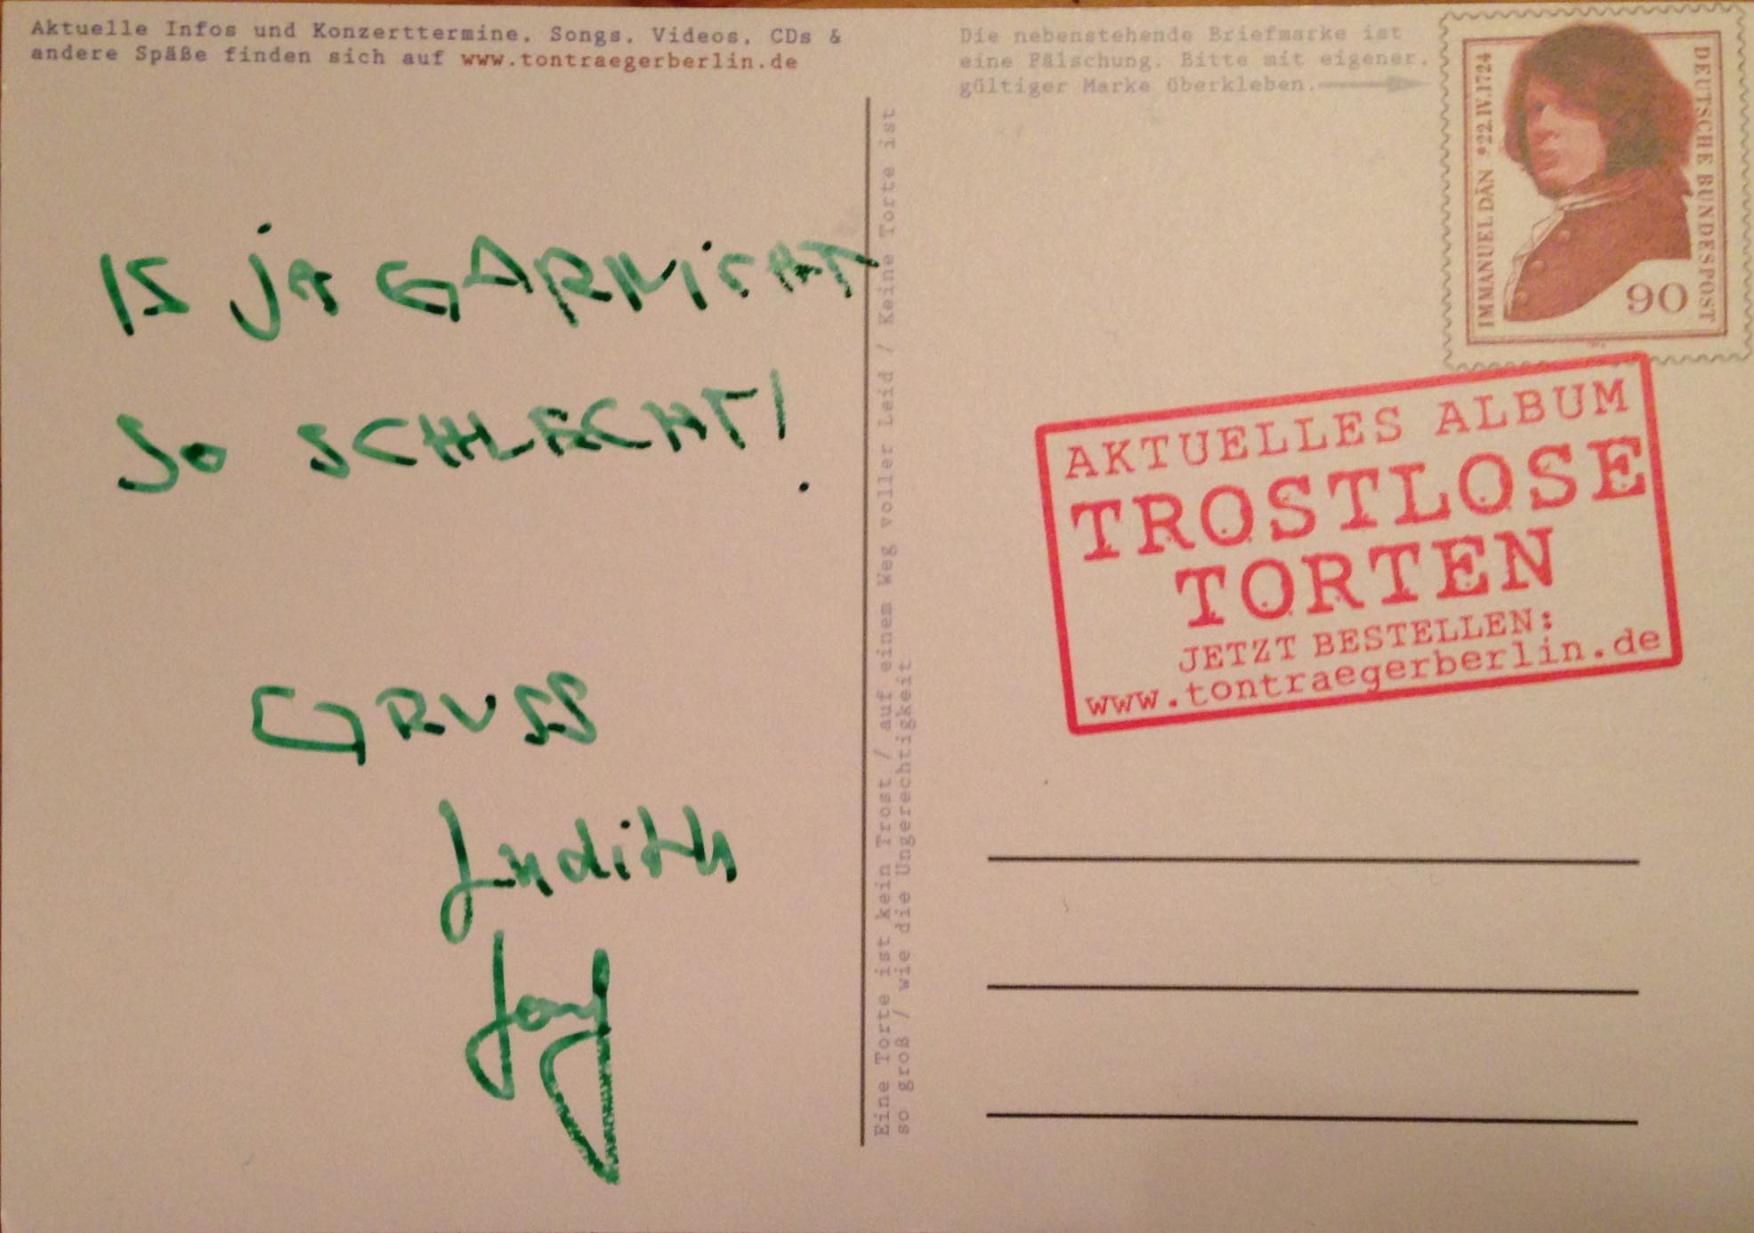 Aktuelle Infos und Konzerttermine, Songs, Videos, CDs &
andere Späße finden sich auf www.tontraegerberlin.de
IS ja GARNiCHT
So SCHLECHT!
GRUSS
Judith
Eine Torte ist kein Trost / auf einem Weg voller Leid / Keine Torte ist
so groß / wie die Ungerechtigkeit
Die nebenstehende Briefmarke ist
eine Fälschung. Bitte mit eigener,
gültiger Marke überkleben.
IMMANUEL DÄN *22.IV.1724
DEUTSCHE BUNDESPOST
90
AKTUELLES ALBUM
TROSTLOSE
TORTEN
JETZT BESTELLEN:
www.tontraegerberlin.de